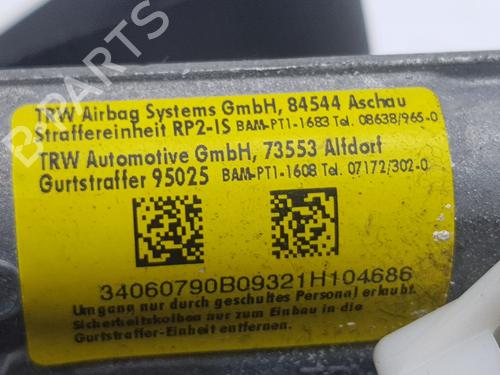 B PARTS
TRW Airbag Systems GmbH, 84544 Aschau
Straffereinheit RP2-IS BAM-PT1-1683 Tel. 08638/965-0
TRW Automotive GmbH, 73553 Alfdorf
Gurtstraffer 95025 BAM-PT1-1608 Tel. 07172/302-0
34060790B09321H104686
Umgang nur durch geschultes Personal erlaubt.
Sicherheitskolben nur zum Einbau in die
Gurtstraffer-Einheit entfernen.